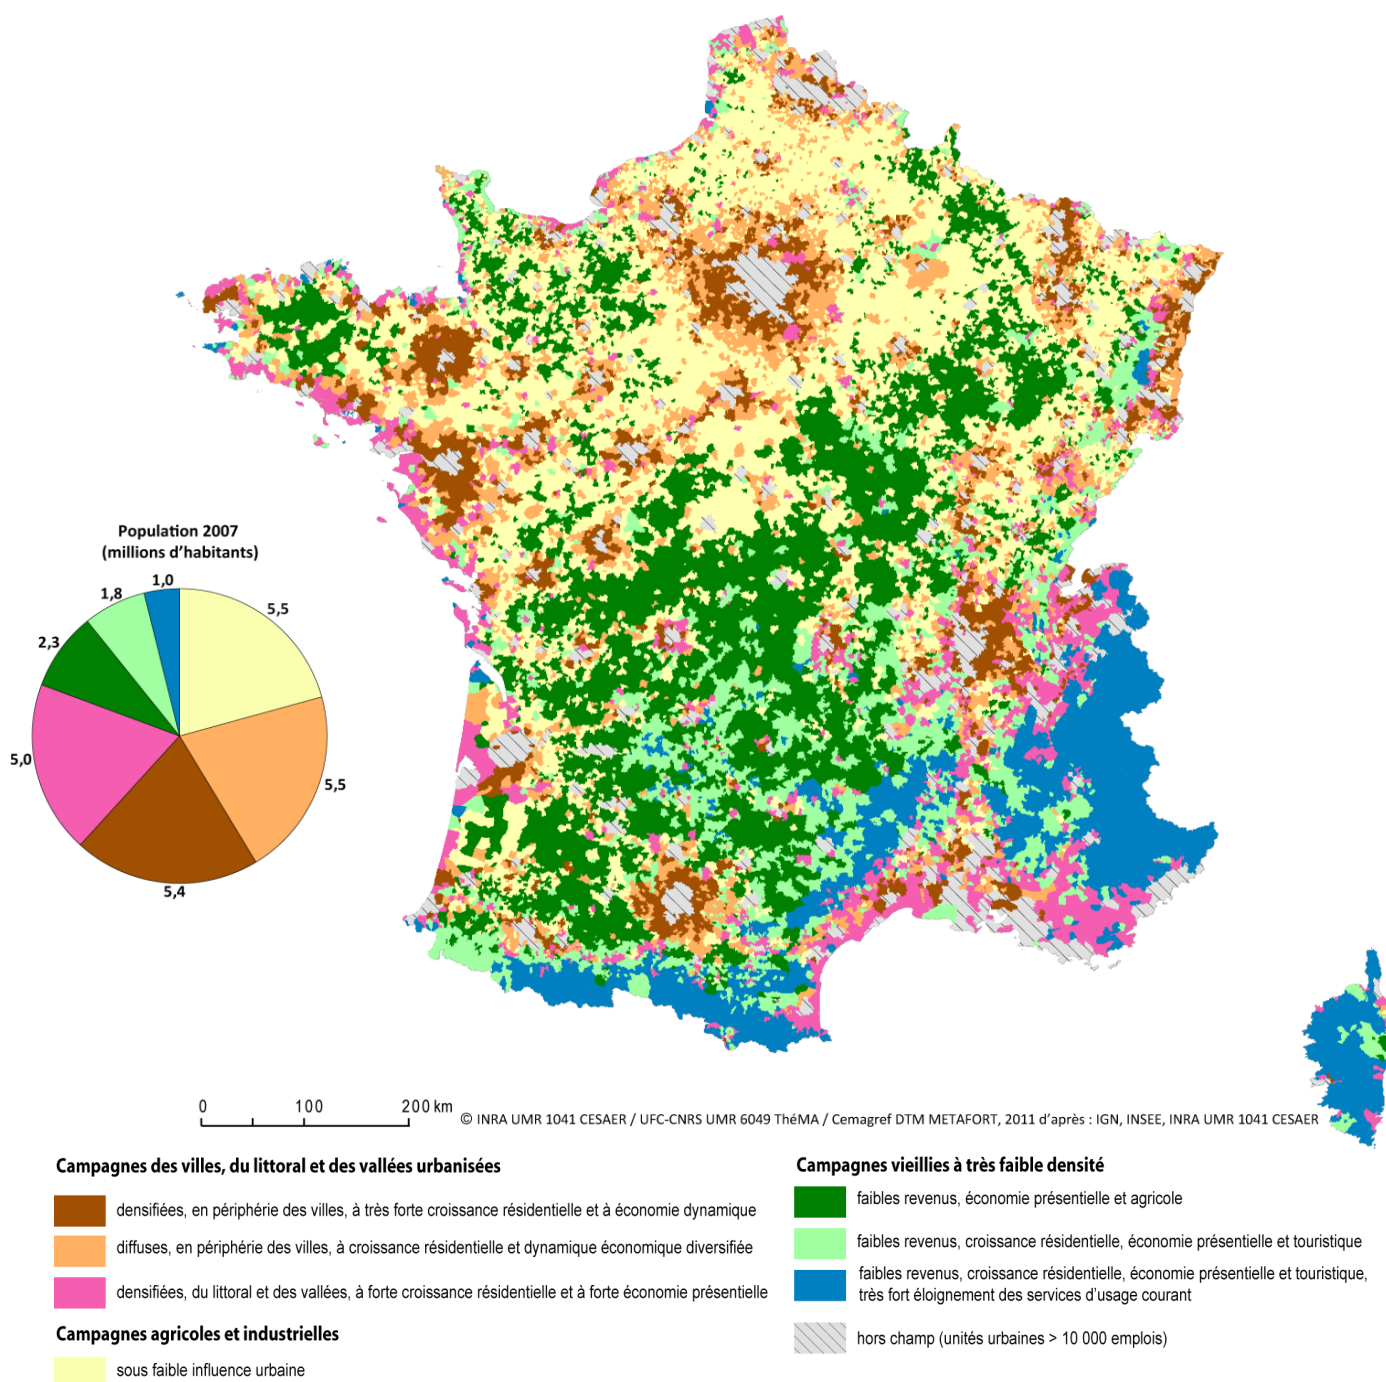 Population 2007
(millions d'habitants)
1,0
1,8
5,5
2,3
5,0
5,5
5,4
0 100 200 km
© INRA UMR 1041 CESAER / UFC-CNRS UMR 6049 ThéMA / Cemagref DTM METAFORT, 2011 d'après : IGN, INSEE, INRA UMR 1041 CESAER
Campagnes des villes, du littoral et des vallées urbanisées
densifiées, en périphérie des villes, à très forte croissance résidentielle et à économie dynamique
diffuses, en périphérie des villes, à croissance résidentielle et dynamique économique diversifiée
densifiées, du littoral et des vallées, à forte croissance résidentielle et à forte économie présentielle
Campagnes agricoles et industrielles
sous faible influence urbaine
Campagnes vieillies à très faible densité
faibles revenus, économie présentielle et agricole
faibles revenus, croissance résidentielle, économie présentielle et touristique
faibles revenus, croissance résidentielle, économie présentielle et touristique,
très fort éloignement des services d'usage courant
hors champ (unités urbaines > 10 000 emplois)